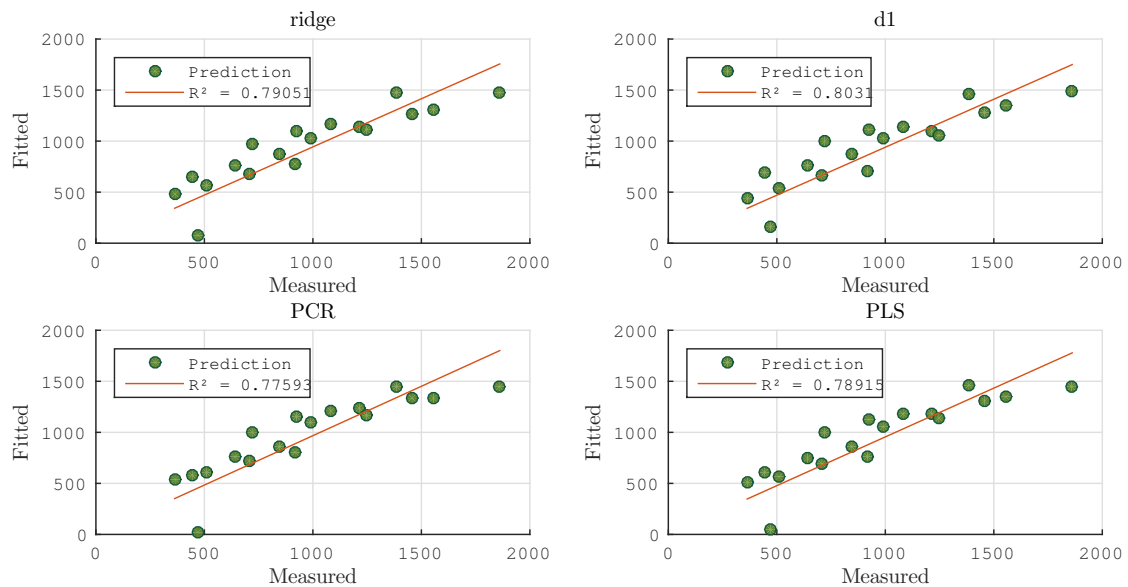 ridge
2000
1500
1000
500
0
Fitted
Prediction
R² = 0.79051
0 500 1000 1500 2000
Measured
d1
2000
1500
1000
500
0
Fitted
Prediction
R² = 0.8031
0 500 1000 1500 2000
Measured
PCR
2000
1500
1000
500
0
Fitted
Prediction
R² = 0.77593
0 500 1000 1500 2000
Measured
PLS
2000
1500
1000
500
0
Fitted
Prediction
R² = 0.78915
0 500 1000 1500 2000
Measured